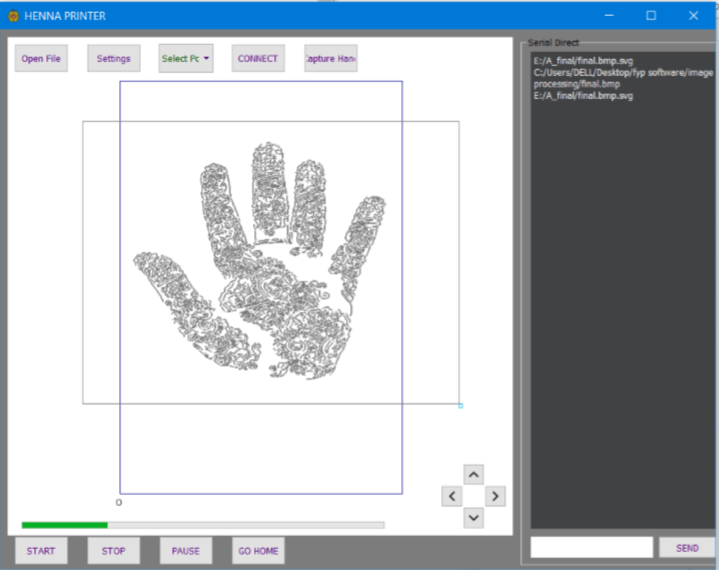 HENNA PRINTER
Open File
Settings
Select Pc
CONNECT
Capture Han
Serial Direct
E:/A_final/final.bmp.svg
C:/Users/DELL/Desktop/fyp software/image
processing/final.bmp
E:/A_final/final.bmp.svg
O
START
STOP
PAUSE
GO HOME
SEND